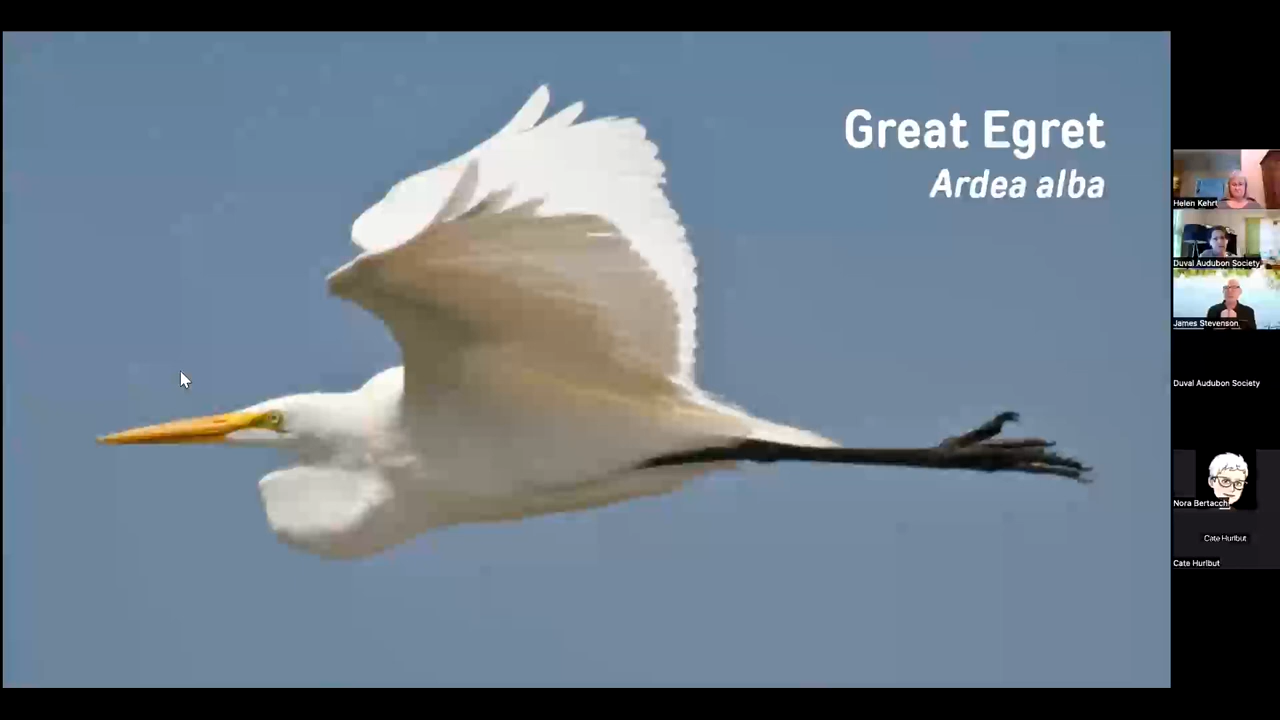 Great Egret
Ardea alba
Helen Kehrt
Duval Audubon Society
James Stevenson
Duval Audubon Society
Nora Bertacchi
Cate Hurlbut
Cate Hurlbut